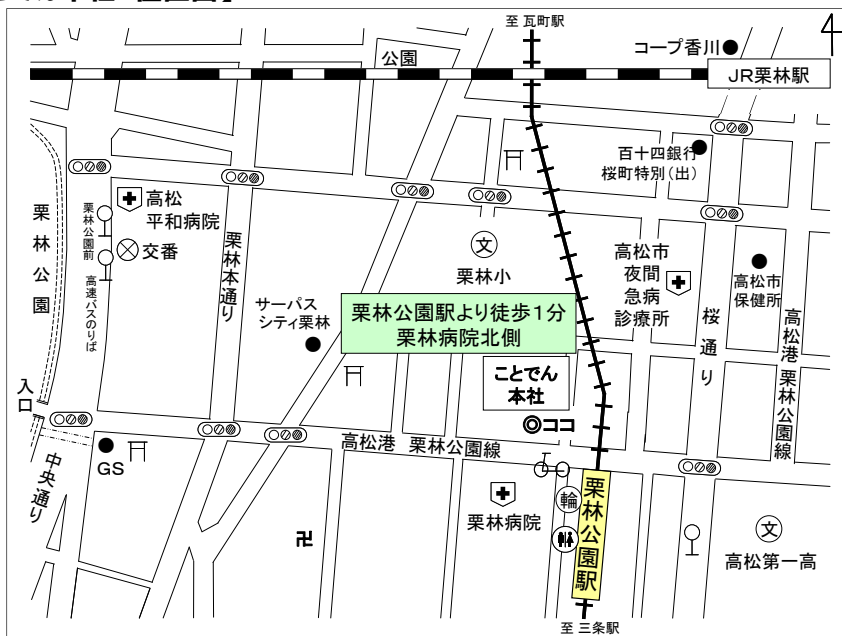 至 瓦町駅
コープ香川
公園
JR栗林駅
百十四銀行
桜町特別(出)
高松
平和病院
栗林公園
栗林公園前
交番
高速バスのりば
栗林本通り
文
栗林小
高松市
夜間
急病
診療所
高松市
保健所
サーパス
シティ栗林
栗林公園駅より徒歩1分
栗林病院北側
桜通り
高松港 栗林公園線
ことでん
本社
◎ココ
入口
高松港 栗林公園線
GS
中央通り
栗林病院
輪
栗林公園駅
卍
文
高松第一高
至 三条駅